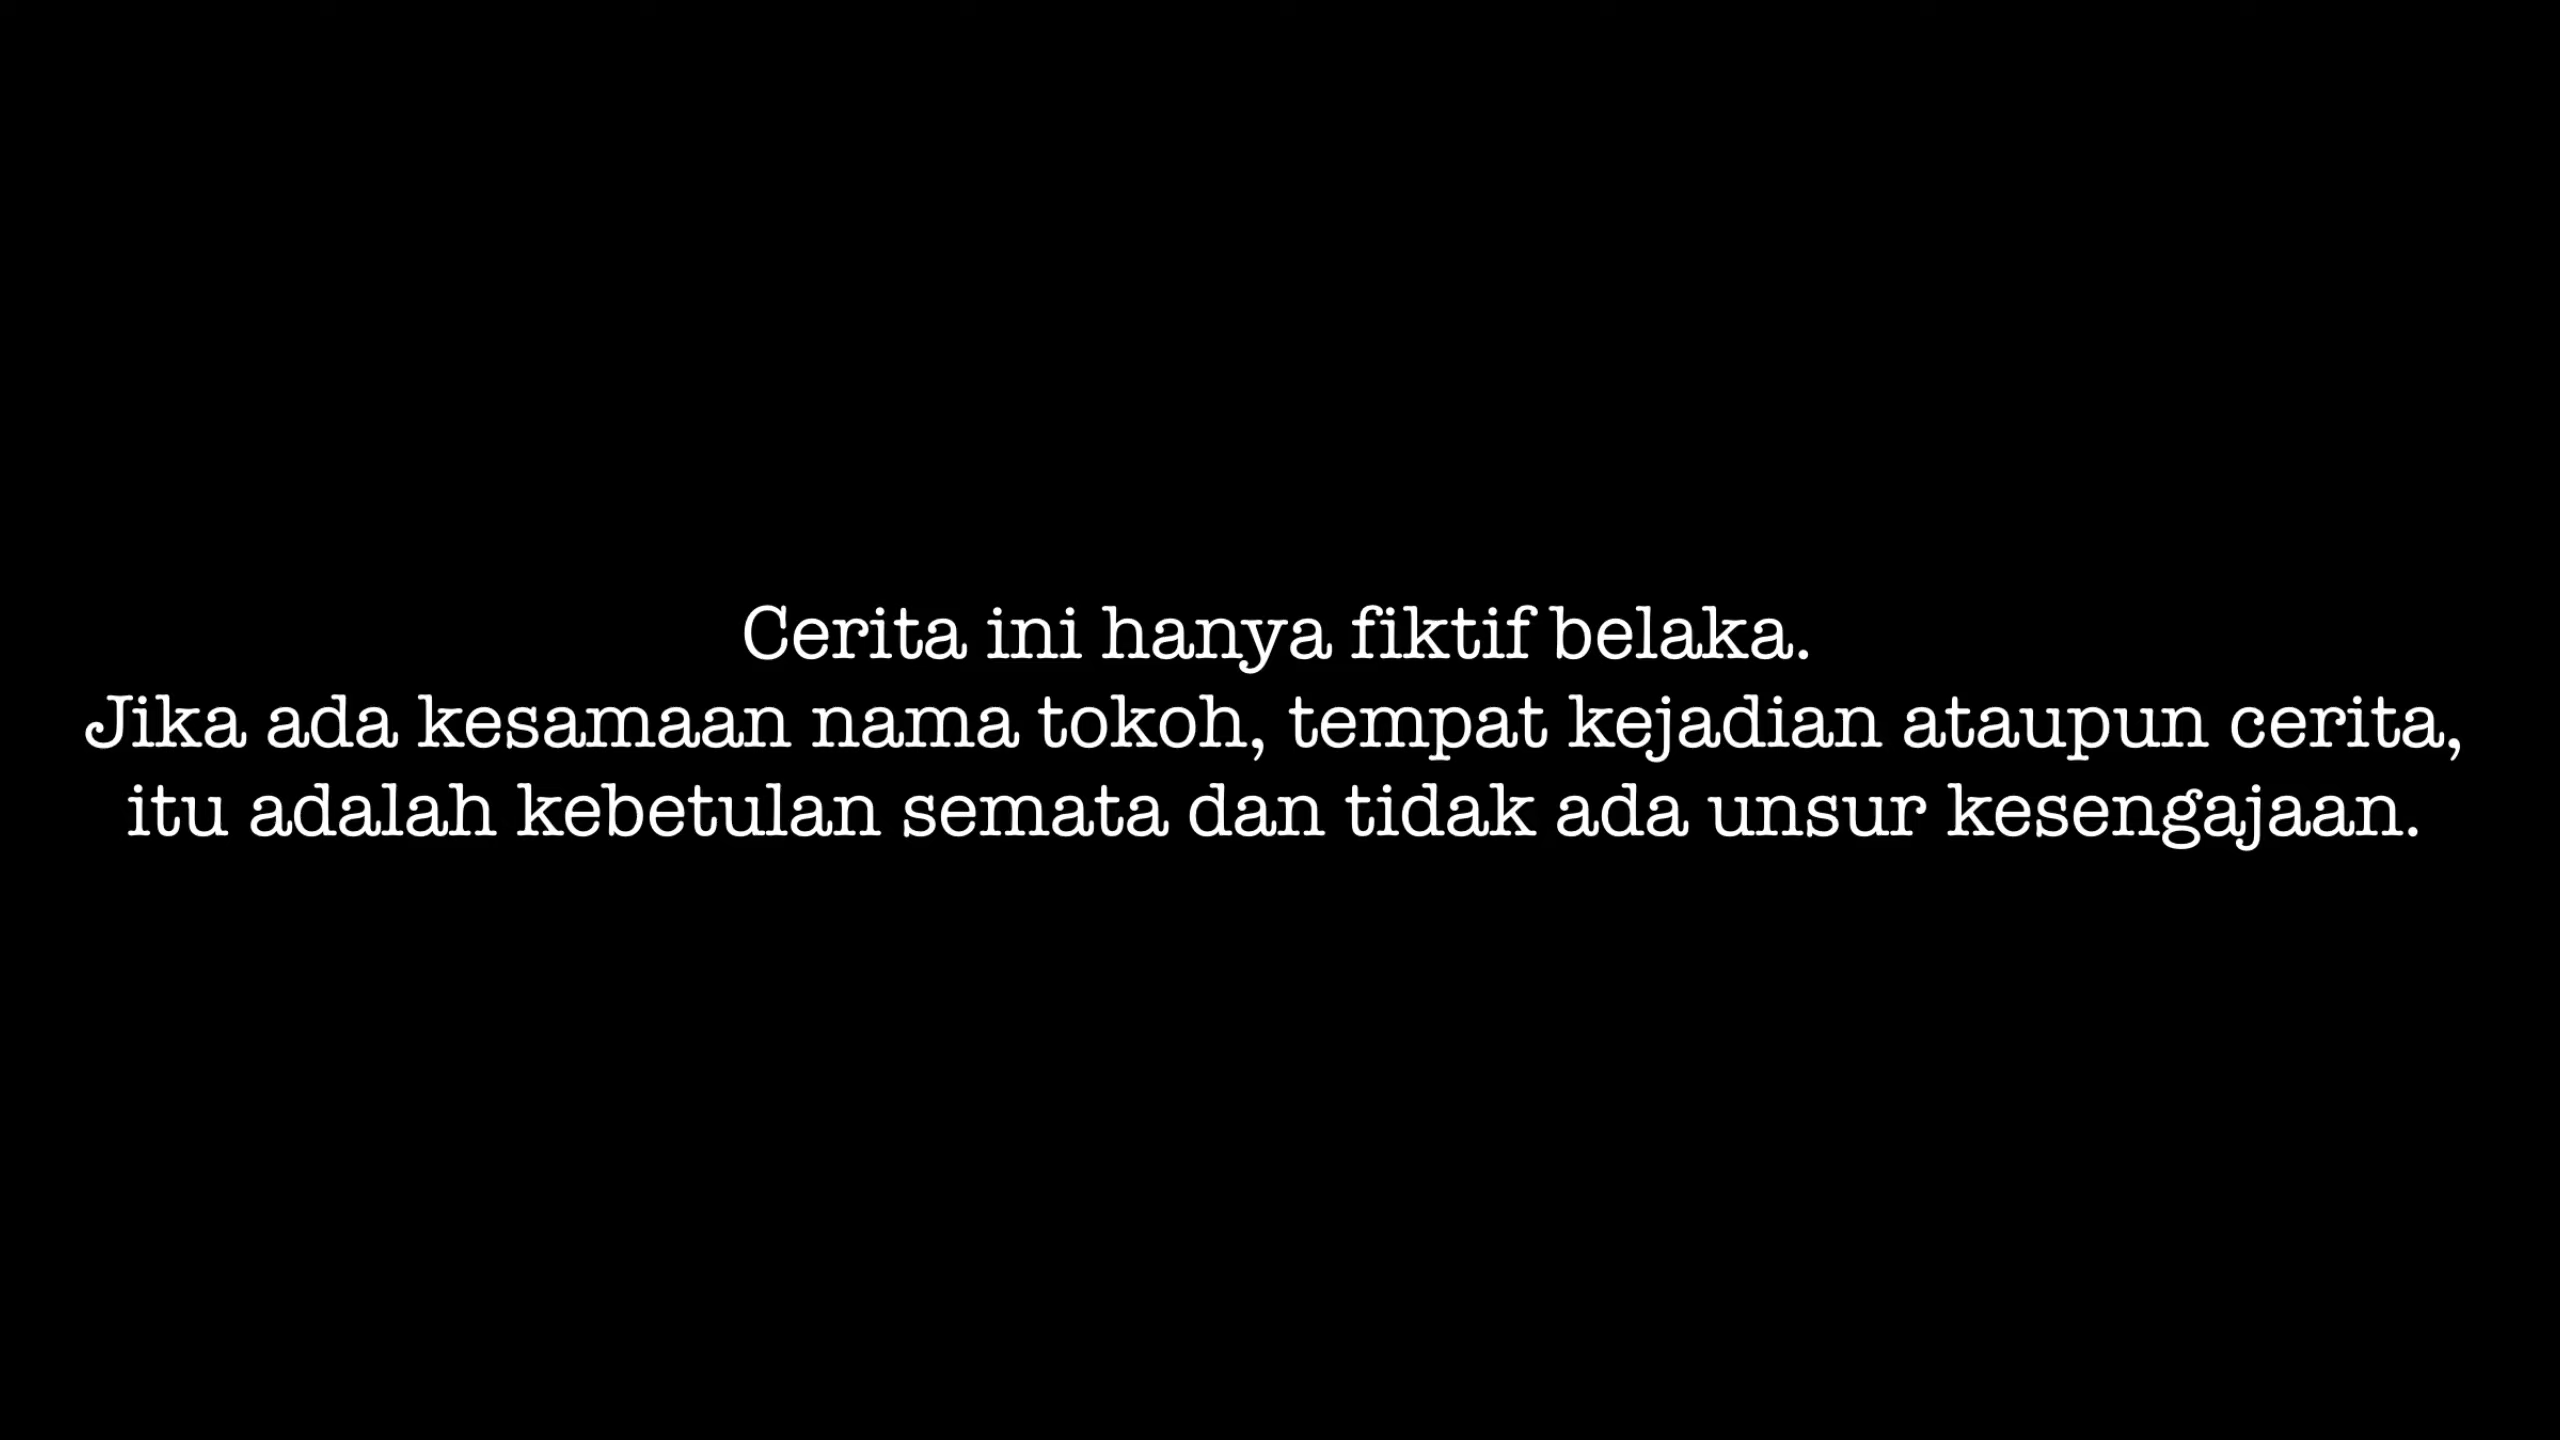 Cerita ini hanya fiktif belaka.
Jika ada kesamaan nama tokoh, tempat kejadian ataupun cerita,
itu adalah kebetulan semata dan tidak ada unsur kesengajaan.